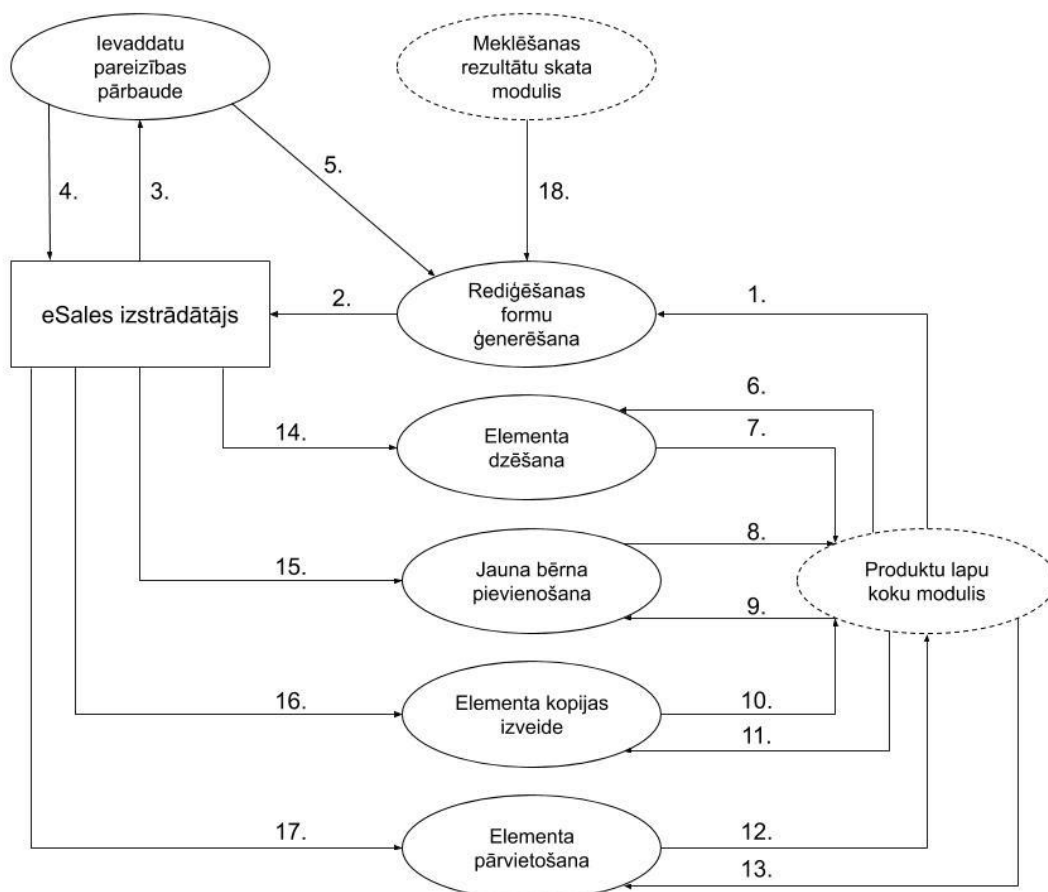 Ievaddatu
pareizības
pārbaude
Meklēšanas
rezultātu skata
modulis
5.
4.
3.
18.
eSales izstrādātājs
2.
Rediģēšanas
formu
ģenerēšana
1.
6.
14.
Elementa
dzēšana
7.
8.
15.
Jauna bērna
pievienošana
Produktu lapu
koku modulis
9.
16.
Elementa kopijas
izveide
10.
11.
17.
Elementa
pārvietošana
12.
13.